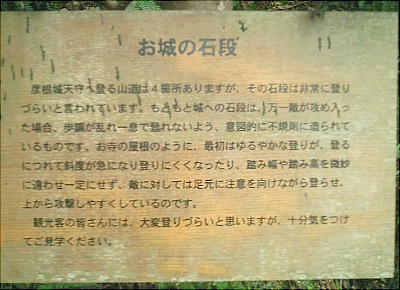 お城の石段
彦根城天守へ登る山道は４箇所ありますが、その石段は非常に登り
づらいと言われています。もともと城への石段は、万一敵が攻め入っ
た場合、歩調が乱れ一息で登れないよう、意図的に不規則に造られて
いるものです。お寺の屋根のように、最初はゆるやかな登りが、登る
につれて斜度が急になり登りにくくなったり、踏み幅や踏み高を微妙
に違わせ一定にせず、敵に対しては足元に注意を向けながら登らせ、
上から攻撃しやすくしているのです。
観光客の皆さんには、大変登りづらいと思いますが、十分気をつけ
てご見学ください。